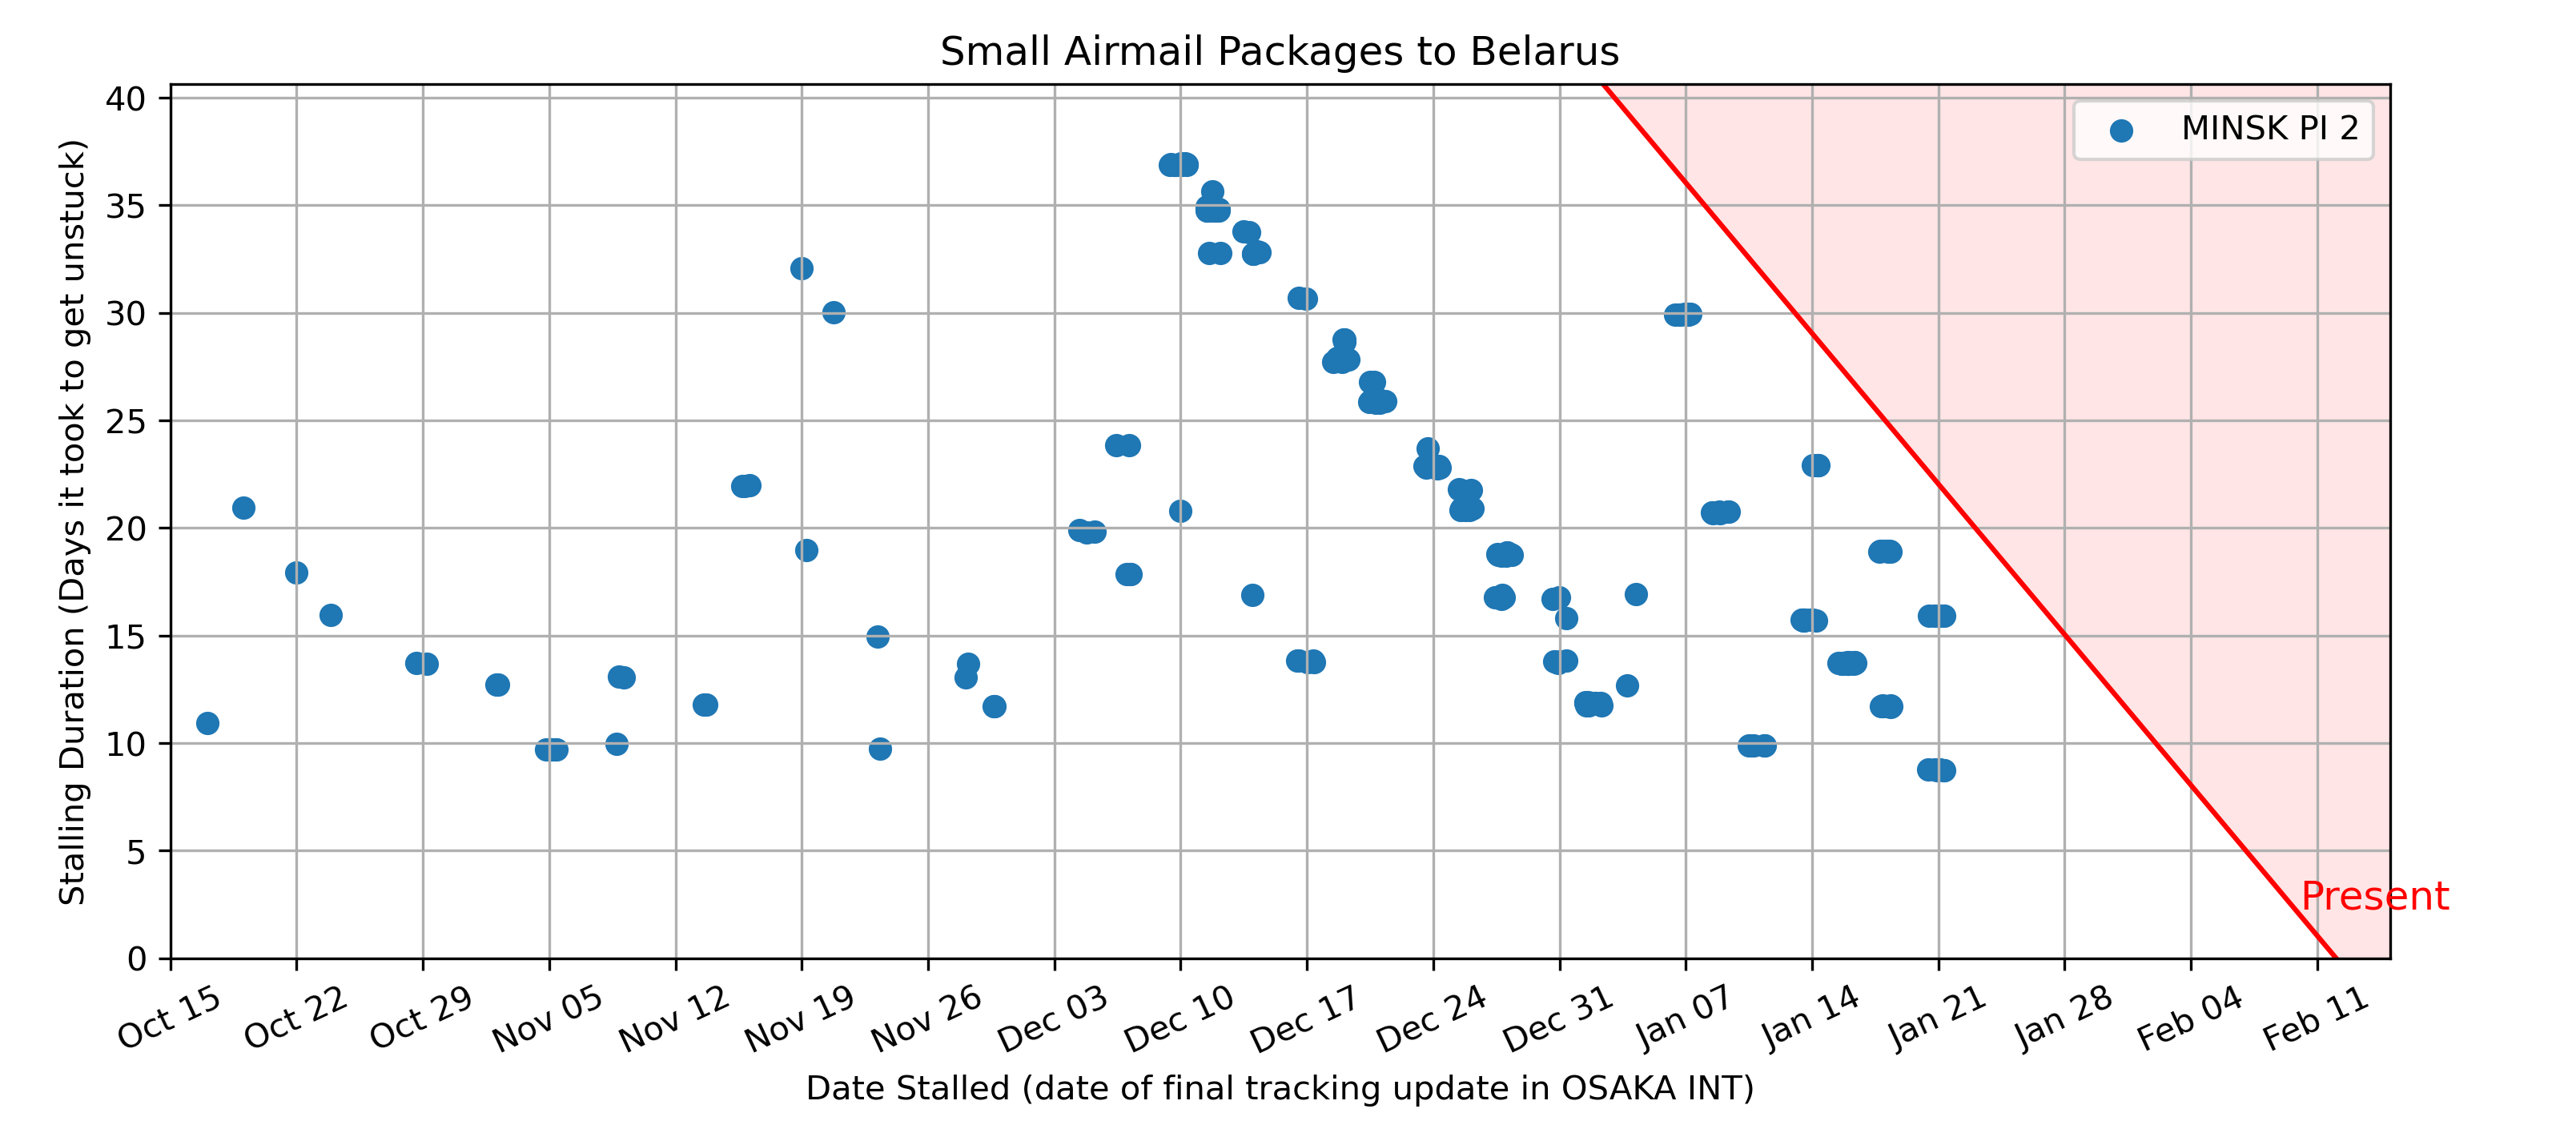 Small Airmail Packages to Belarus
MINSK PI 2
Stalling Duration (Days it took to get unstuck)
40
35
30
25
20
15
10
5
0
Present
Oct 15
Oct 22
Oct 29
Nov 05
Nov 12
Nov 19
Nov 26
Dec 03
Dec 10
Dec 17
Dec 24
Dec 31
Jan 07
Jan 14
Jan 21
Jan 28
Feb 04
Feb 11
Date Stalled (date of final tracking update in OSAKA INT)